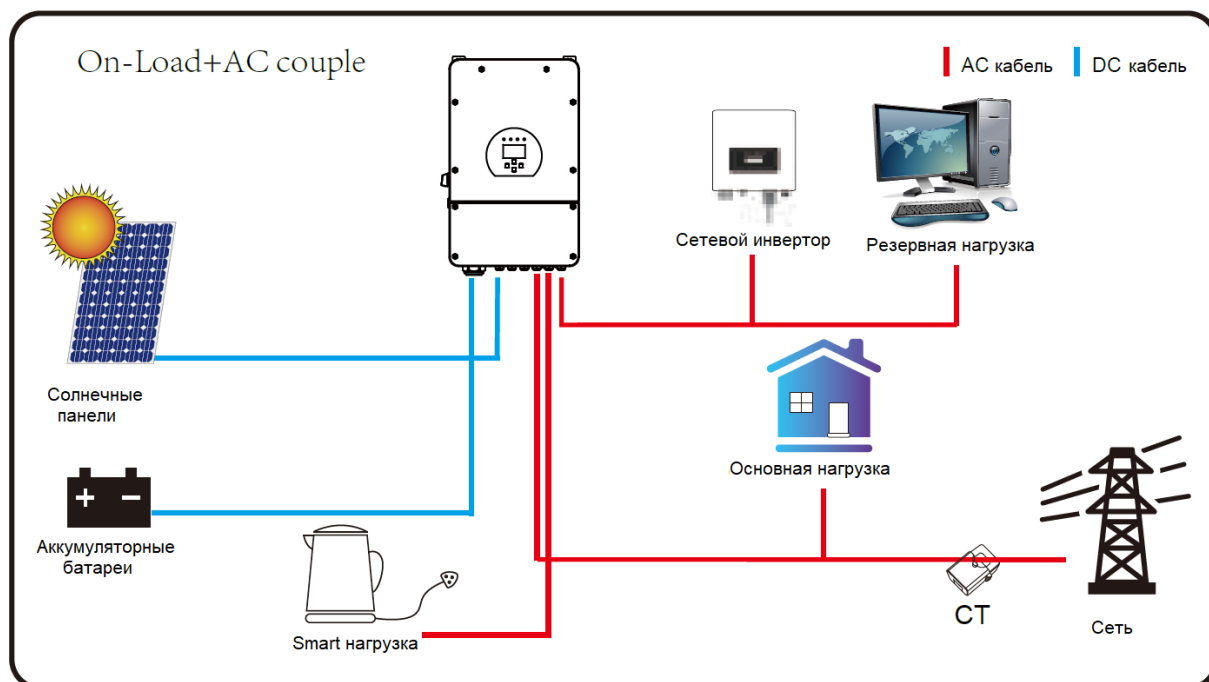 On-Load+AC couple
AC кабель
DC кабель
Сетевой инвертор
Резервная нагрузка
Солнечные
панели
Основная нагрузка
Аккумуляторные
батареи
CT
Сеть
Smart нагрузка